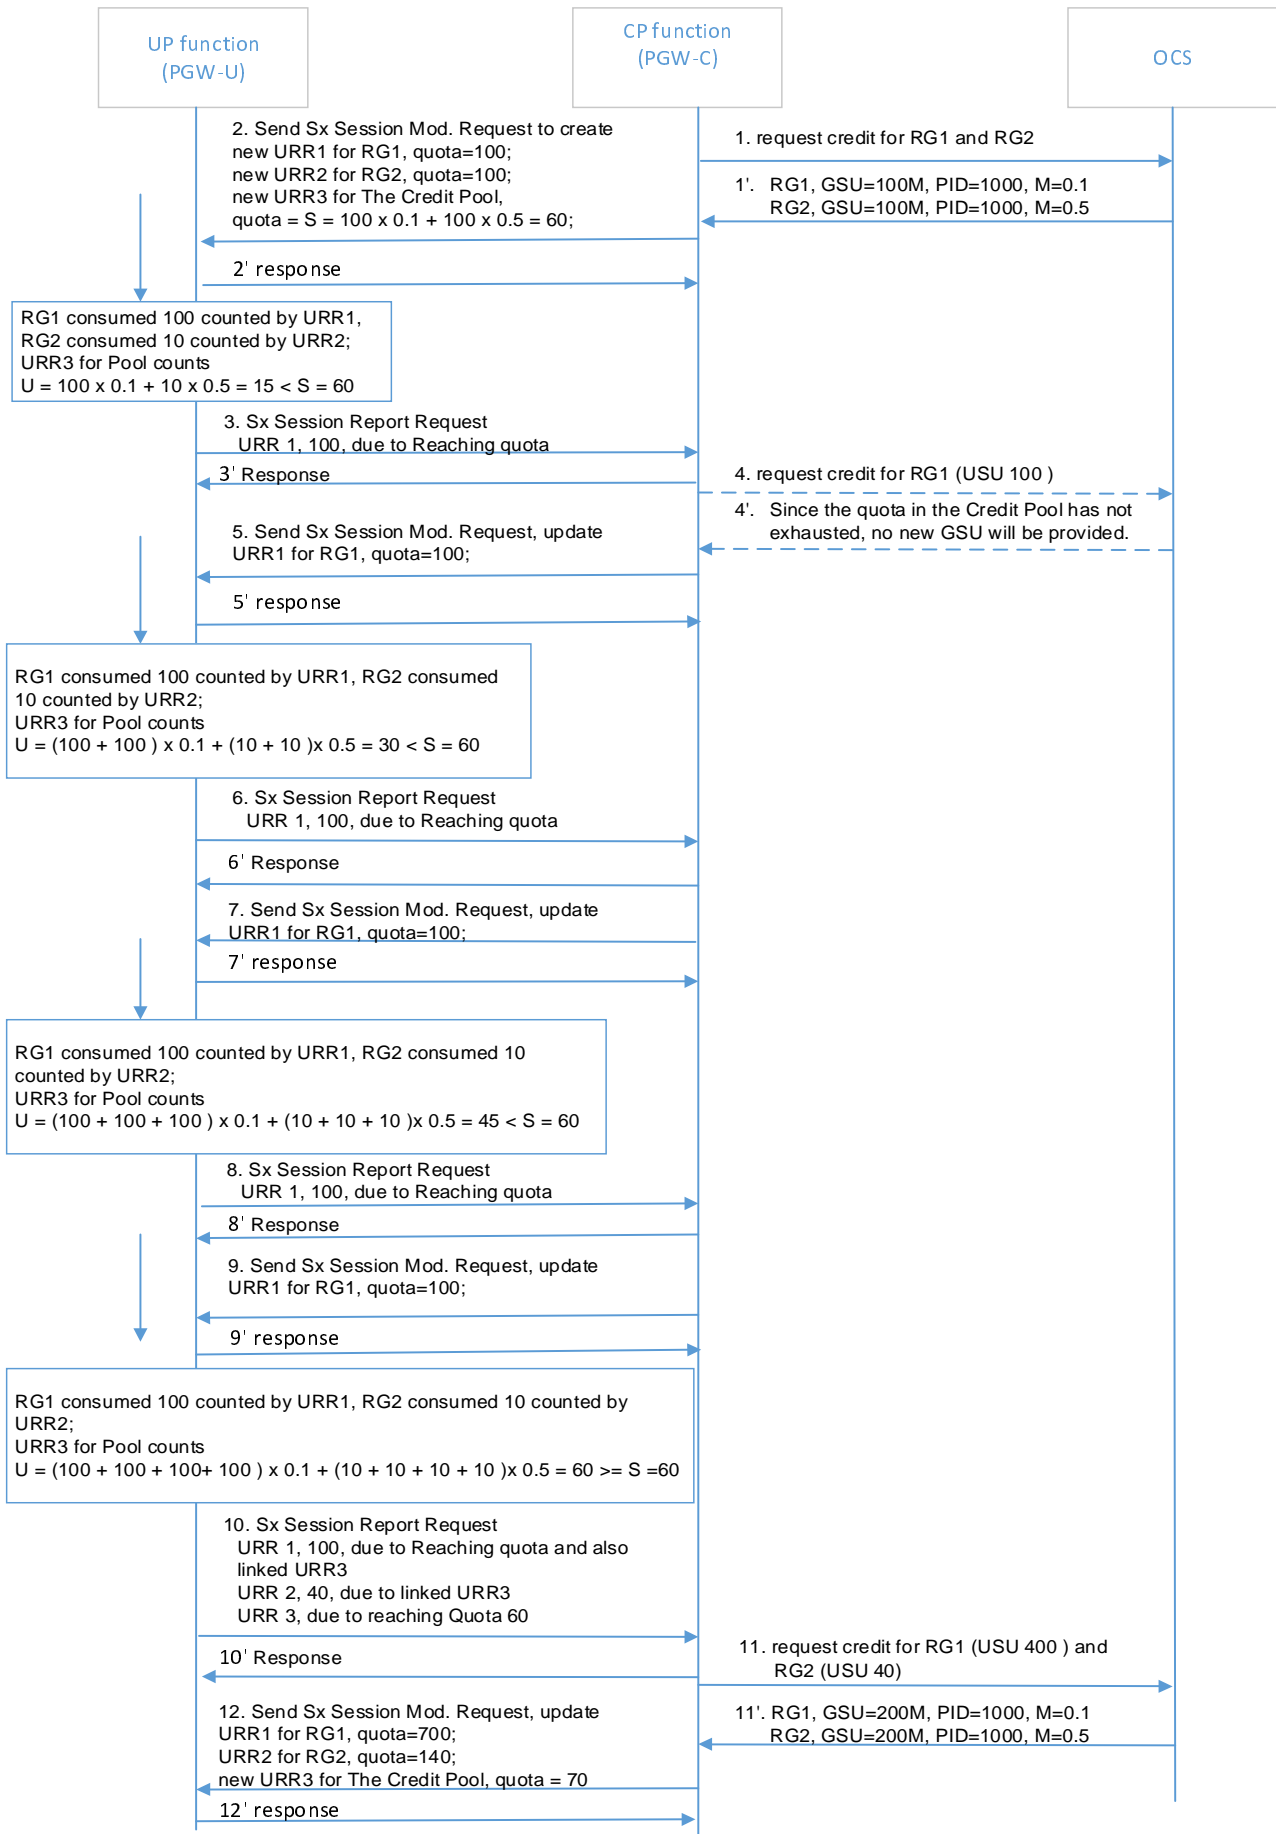 UP function
(PGW-U)
CP function
(PGW-C)
OCS
2. Send Sx Session Mod. Request to create
new URR1 for RG1, quota=100;
new URR2 for RG2, quota=100;
new URR3 for The Credit Pool,
quota = S = 100 x 0.1 + 100 x 0.5 = 60;
1. request credit for RG1 and RG2
1'. RG1, GSU=100M, PID=1000, M=0.1
RG2, GSU=100M, PID=1000, M=0.5
2' response
RG1 consumed 100 counted by URR1,
RG2 consumed 10 counted by URR2;
URR3 for Pool counts
U = 100 x 0.1 + 10 x 0.5 = 15 < S = 60
3. Sx Session Report Request
URR 1, 100, due to Reaching quota
3' Response
4. request credit for RG1 (USU 100 )
4'. Since the quota in the Credit Pool has not
exhausted, no new GSU will be provided.
5. Send Sx Session Mod. Request, update
URR1 for RG1, quota=100;
5' response
RG1 consumed 100 counted by URR1, RG2 consumed
10 counted by URR2;
URR3 for Pool counts
U = (100 + 100 ) x 0.1 + (10 + 10 )x 0.5 = 30 < S = 60
6. Sx Session Report Request
URR 1, 100, due to Reaching quota
6' Response
7. Send Sx Session Mod. Request, update
URR1 for RG1, quota=100;
7' response
RG1 consumed 100 counted by URR1, RG2 consumed 10
counted by URR2;
URR3 for Pool counts
U = (100 + 100 + 100 ) x 0.1 + (10 + 10 + 10 )x 0.5 = 45 < S = 60
8. Sx Session Report Request
URR 1, 100, due to Reaching quota
8' Response
9. Send Sx Session Mod. Request, update
URR1 for RG1, quota=100;
9' response
RG1 consumed 100 counted by URR1, RG2 consumed 10 counted by
URR2;
URR3 for Pool counts
U = (100 + 100 + 100+ 100 ) x 0.1 + (10 + 10 + 10 + 10 )x 0.5 = 60 >= S =60
10. Sx Session Report Request
URR 1, 100, due to Reaching quota and also
linked URR3
URR 2, 40, due to linked URR3
URR 3, due to reaching Quota 60
10' Response
11. request credit for RG1 (USU 400 ) and
RG2 (USU 40)
12. Send Sx Session Mod. Request, update
URR1 for RG1, quota=700;
URR2 for RG2, quota=140;
new URR3 for The Credit Pool, quota = 70
11'. RG1, GSU=200M, PID=1000, M=0.1
RG2, GSU=200M, PID=1000, M=0.5
12' response